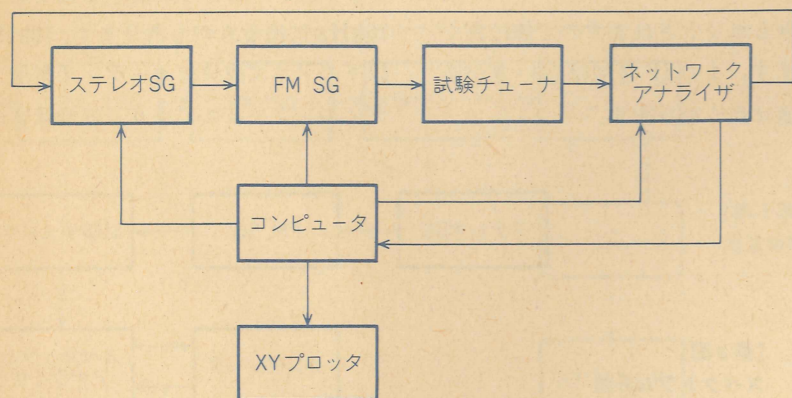 ステレオSG
FM SG
試験チューナ
ネットワーク
アナライザ
コンピュータ
XYプロッタ